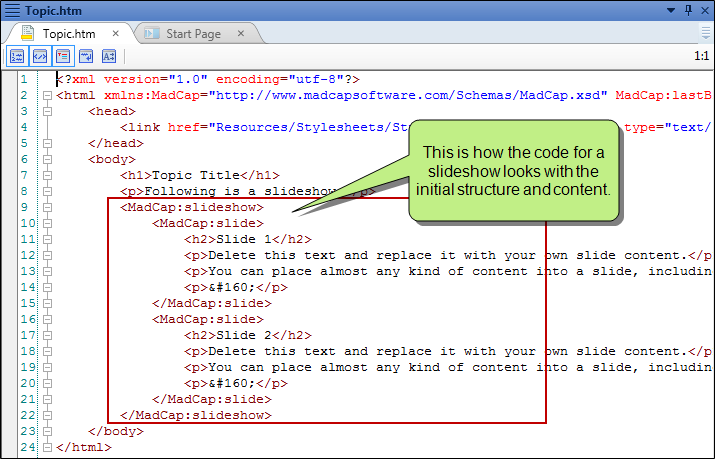 Topic.htm
Topic.htm × Start Page ×
1:1
1 <?xml version="1.0" encoding="utf-8"?>
2 <html xmlns:MadCap="http://www.madcapsoftware.com/Schemas/MadCap.xsd" MadCap:lastB
3 <head>
4 <link href="Resources/Stylesheets/St type="text/
5 </head>
6 <body>
7 <h1>Topic Title</h1>
8 <p>Following is a slideshow p>
This is how the code for a
slideshow looks with the
initial structure and content.
9 <MadCap:slideshow>
10 <MadCap:slide>
11 <h2>Slide 1</h2>
12 <p>Delete this text and replace it with your own slide content.</p
13 <p>You can place almost any kind of content into a slide, includin
14 <p>&#160;</p>
15 </MadCap:slide>
16 <MadCap:slide>
17 <h2>Slide 2</h2>
18 <p>Delete this text and replace it with your own slide content.</p
19 <p>You can place almost any kind of content into a slide, includin
20 <p>&#160;</p>
21 </MadCap:slide>
22 </MadCap:slideshow>
23 </body>
24 </html>